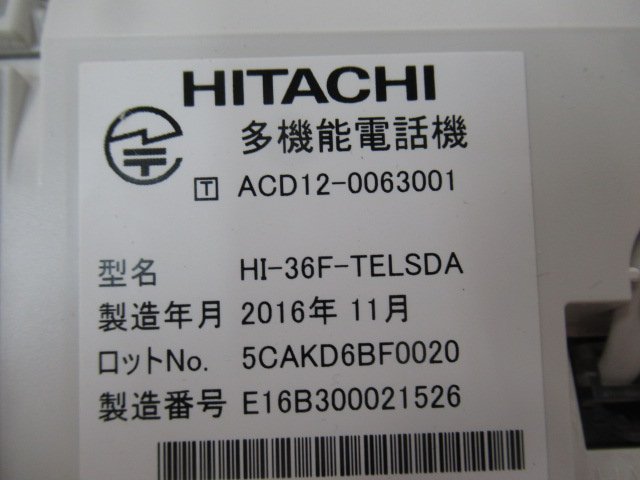 HITACHI
多機能電話機
T ACD12-0063001
型名 HI-36F-TELSDA
製造年月 2016年 11月
ロットNo. 5CAKD6BF0020
製造番号 E16B300021526